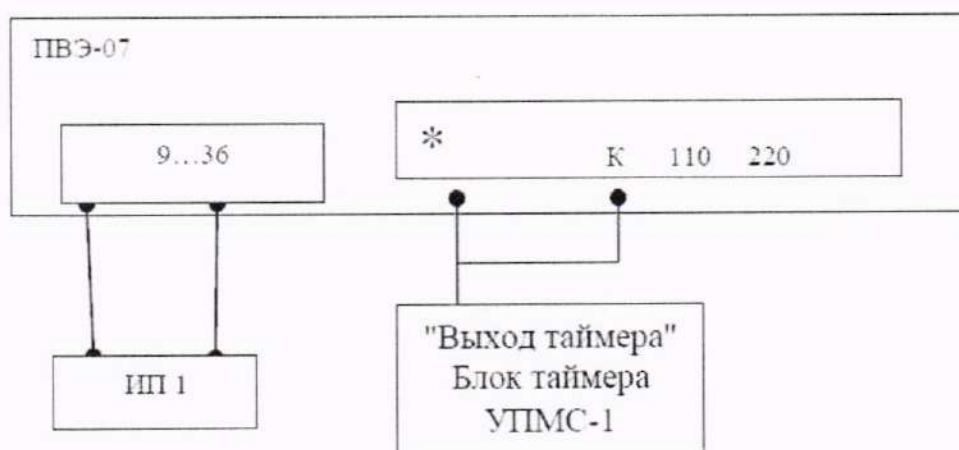 ПВЭ-07
9...36
*
К 110 220
ИП 1
"Выход таймера"
Блок таймера
УПМС-1